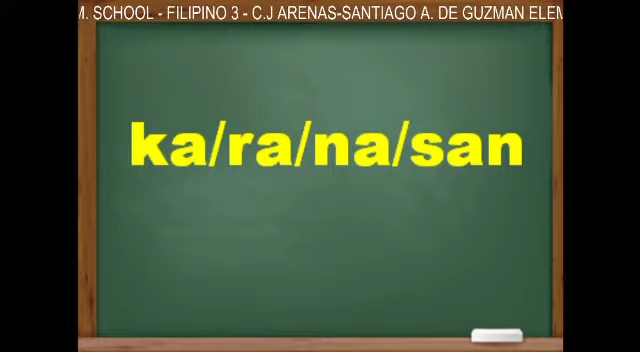 M. SCHOOL - FILIPINO 3 - C.J ARENAS-SANTIAGO A. DE GUZMAN ELEM
ka/ra/na/san